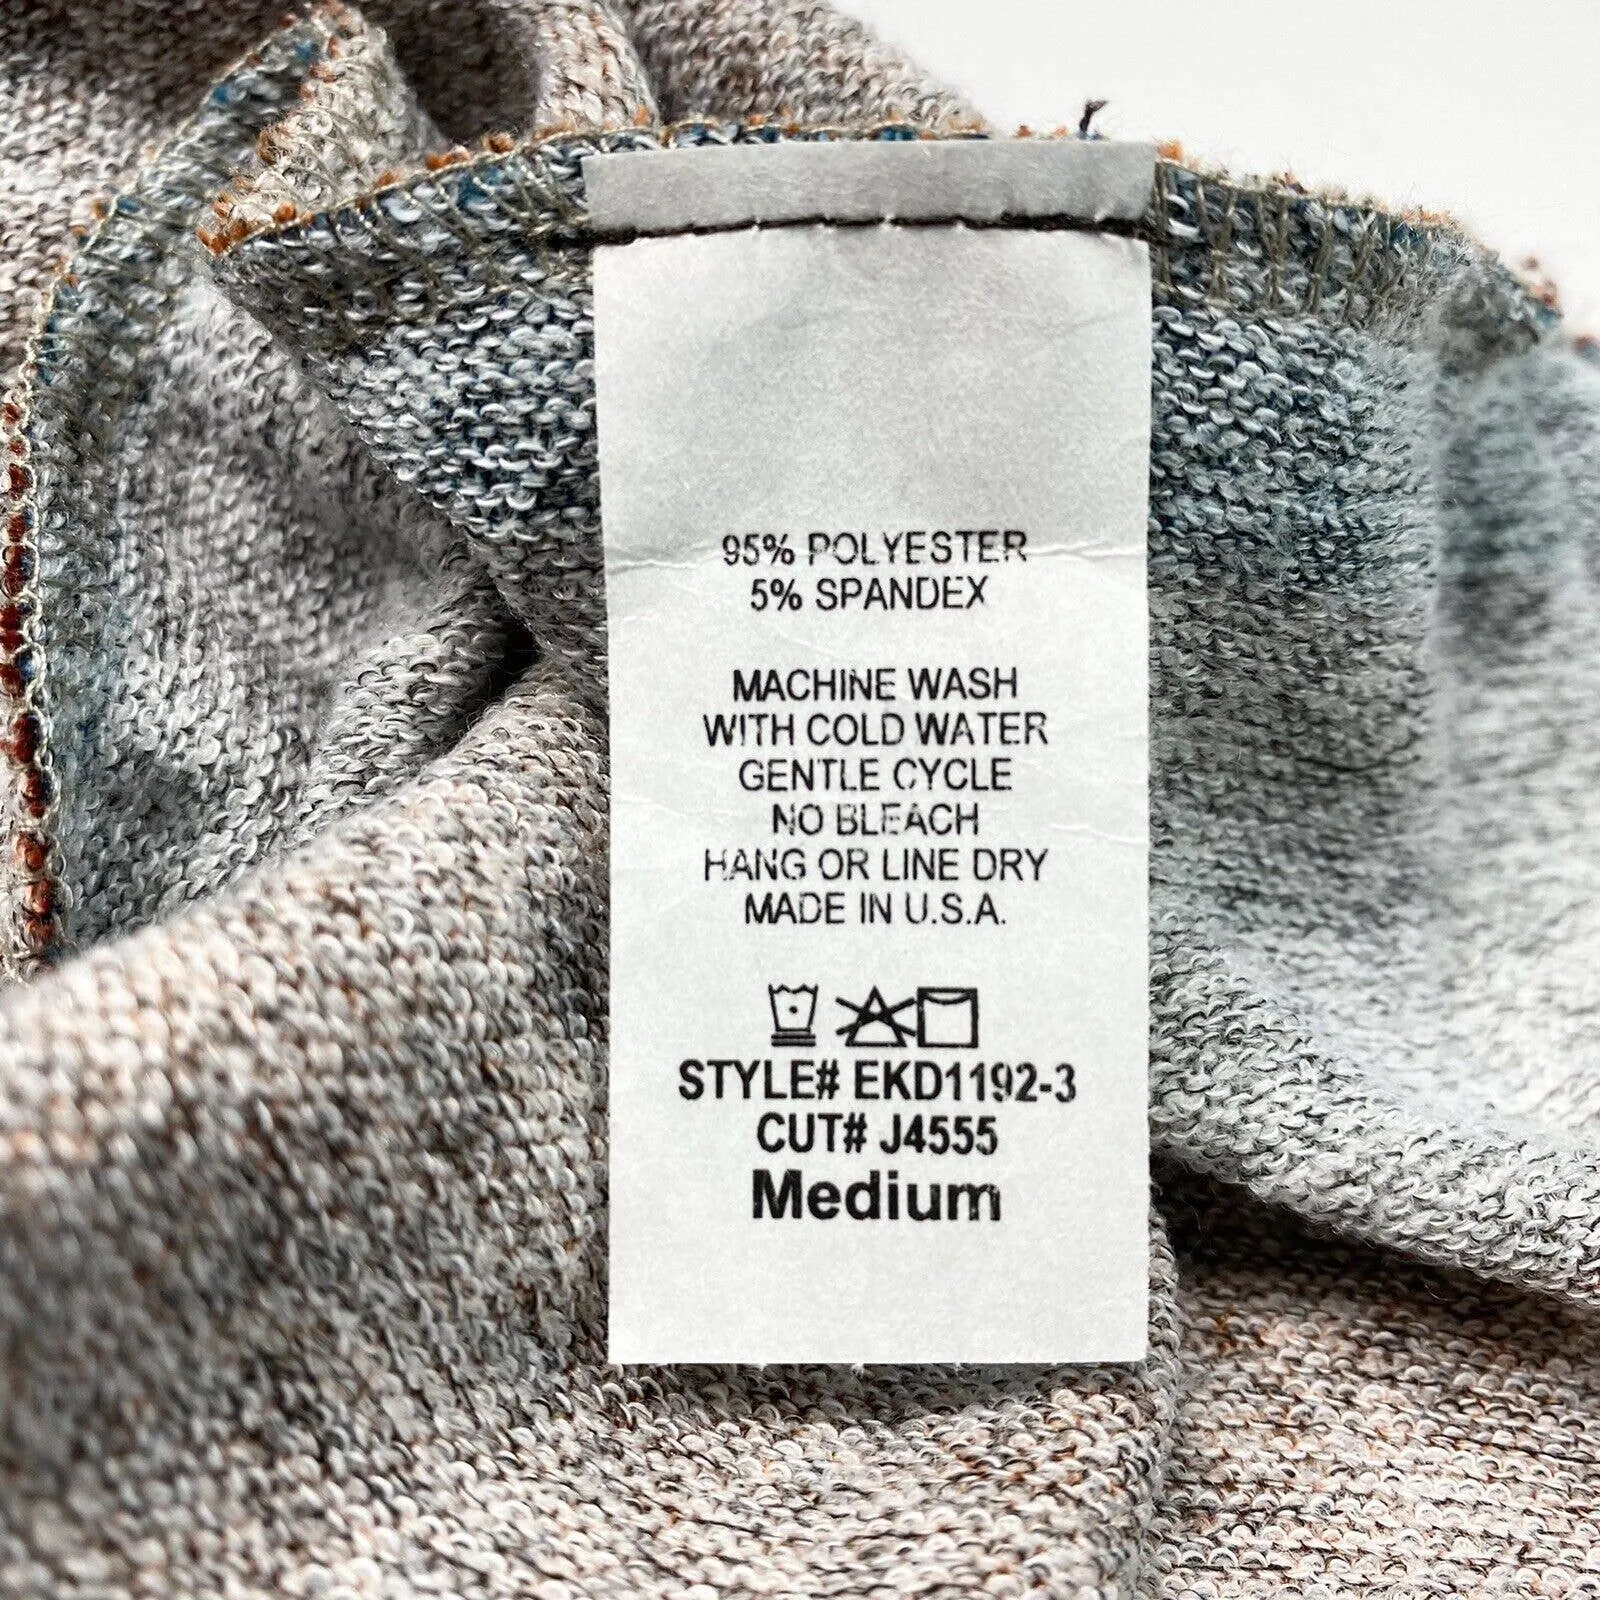 95% POLYESTER
5% SPANDEX
MACHINE WASH
WITH COLD WATER
GENTLE CYCLE
NO BLEACH
HANG OR LINE DRY
MADE IN U.S.A.
STYLE# EKD1192-3
CUT# J4555
Medium